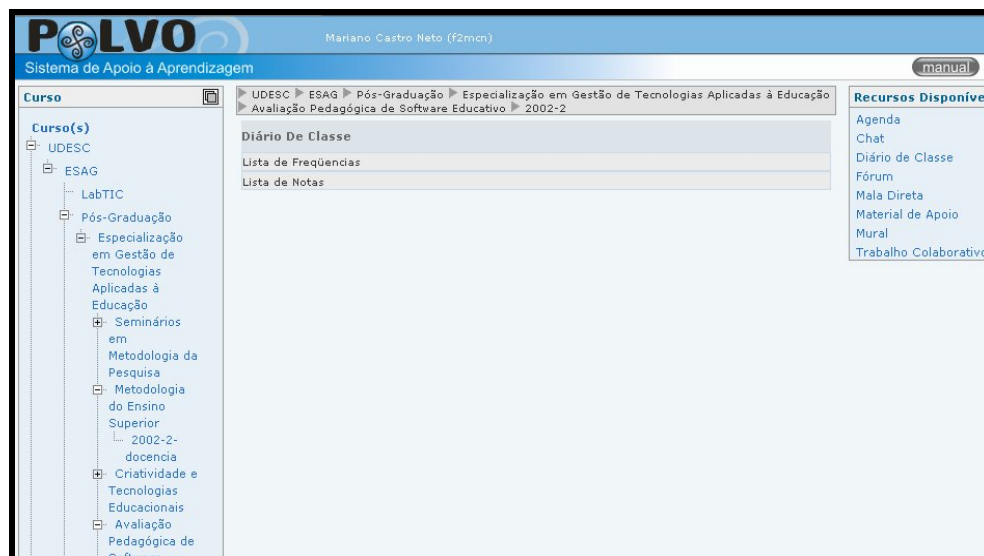 POLVO
Mariano Castro Neto (f2mcn)
Sistema de Apoio à Aprendizagem
manual
Curso
Curso(s)
UDESC
ESAG
LabTIC
Pós-Graduação
Especialização
em Gestão de
Tecnologias
Aplicadas à
Educação
Seminários
em
Metodologia da
Pesquisa
Metodologia
do Ensino
Superior
2002-2-
docencia
Criatividade e
Tecnologias
Educacionais
Avaliação
Pedagógica de
UDESC ESAG Pós-Graduação Especialização em Gestão de Tecnologias Aplicadas à Educação
Avaliação Pedagógica de Software Educativo 2002-2
Diário De Classe
Lista de Freqüencias
Lista de Notas
Recursos Disponíve
Agenda
Chat
Diário de Classe
Fórum
Mala Direta
Material de Apoio
Mural
Trabalho Colaborativo